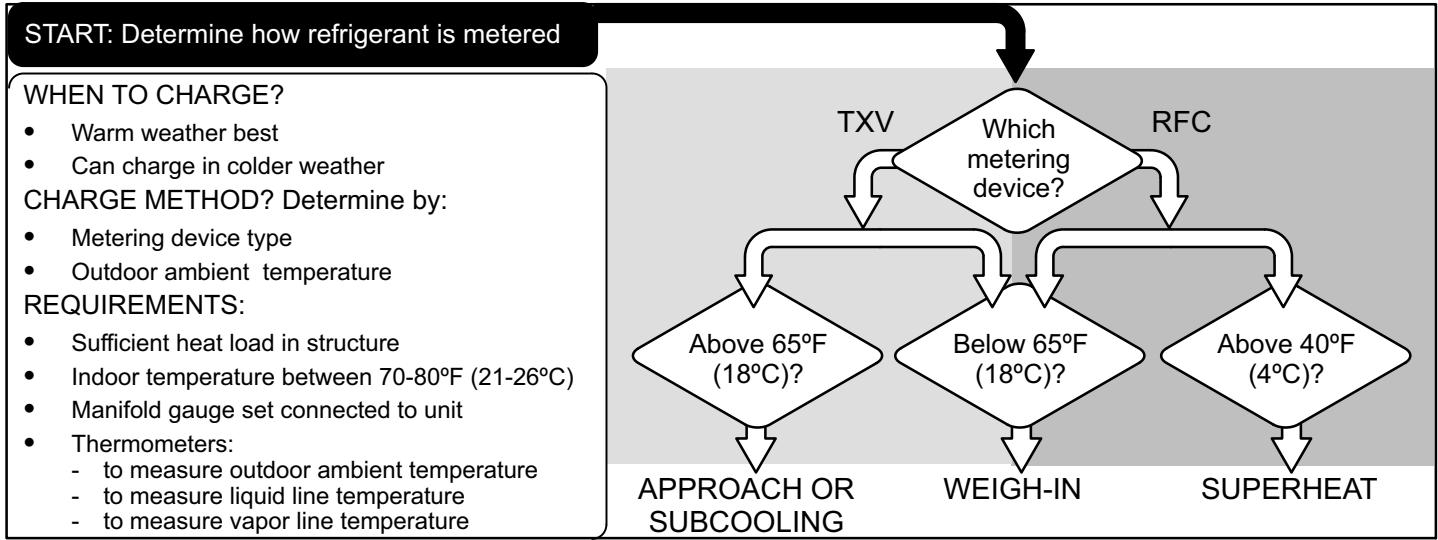 START: Determine how refrigerant is metered
WHEN TO CHARGE?
• Warm weather best
• Can charge in colder weather
CHARGE METHOD? Determine by:
• Metering device type
• Outdoor ambient temperature
REQUIREMENTS:
• Sufficient heat load in structure
• Indoor temperature between 70-80ºF (21-26ºC)
• Manifold gauge set connected to unit
• Thermometers:
- to measure outdoor ambient temperature
- to measure liquid line temperature
- to measure vapor line temperature
TXV
Which
metering
device?
RFC
Above 65ºF
(18ºC)?
Below 65ºF
(18ºC)?
Above 40ºF
(4ºC)?
APPROACH OR
SUBCOOLING
WEIGH-IN
SUPERHEAT